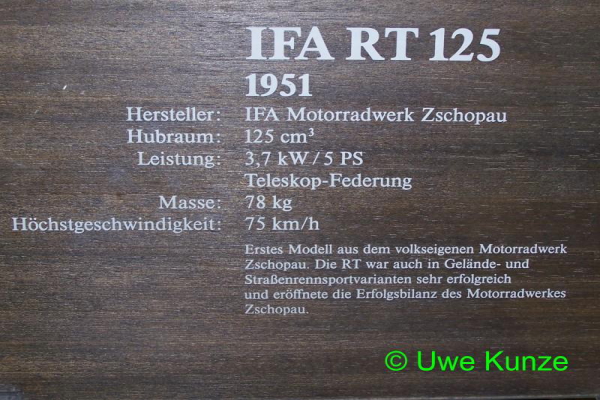 IFA RT 125
1951
Hersteller: IFA Motorradwerk Zschopau
Hubraum: 125 cm³
Leistung: 3,7 kW/5 PS
Teleskop-Federung
Masse: 78 kg
Höchstgeschwindigkeit: 75 km/h
Erstes Modell aus dem volkseigenen Motorradwerk
Zschopau. Die RT war auch in Gelände- und
Straßenrennsportvarianten sehr erfolgreich
und eröffnete die Erfolgsbilanz des Motorradwerkes
Zschopau.
© Uwe Kunze